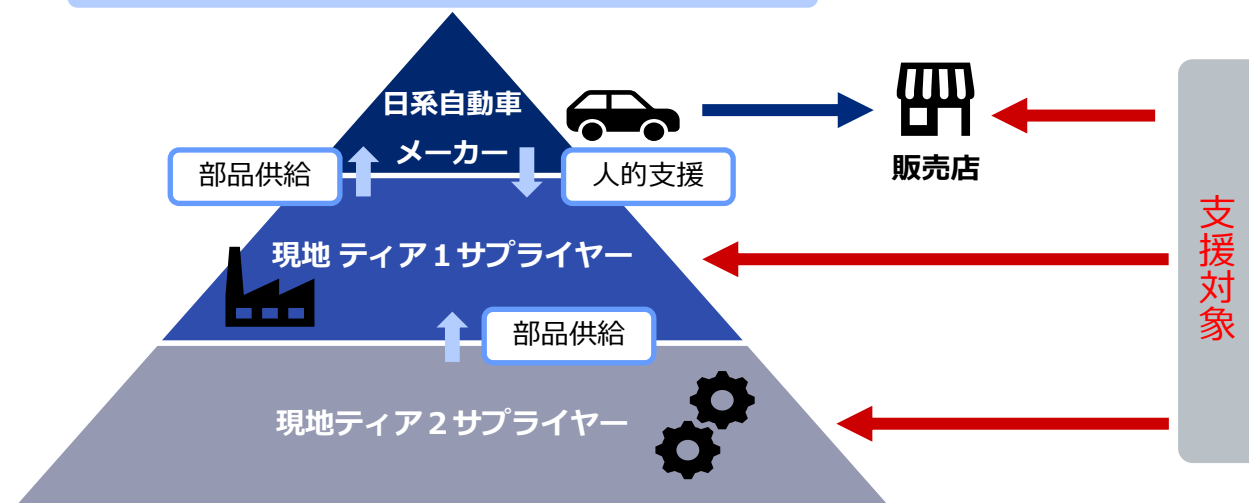 日系自動車
メーカー
部品供給
人的支援
販売店
現地 ティア１サプライヤー
部品供給
現地ティア２サプライヤー
支援対象